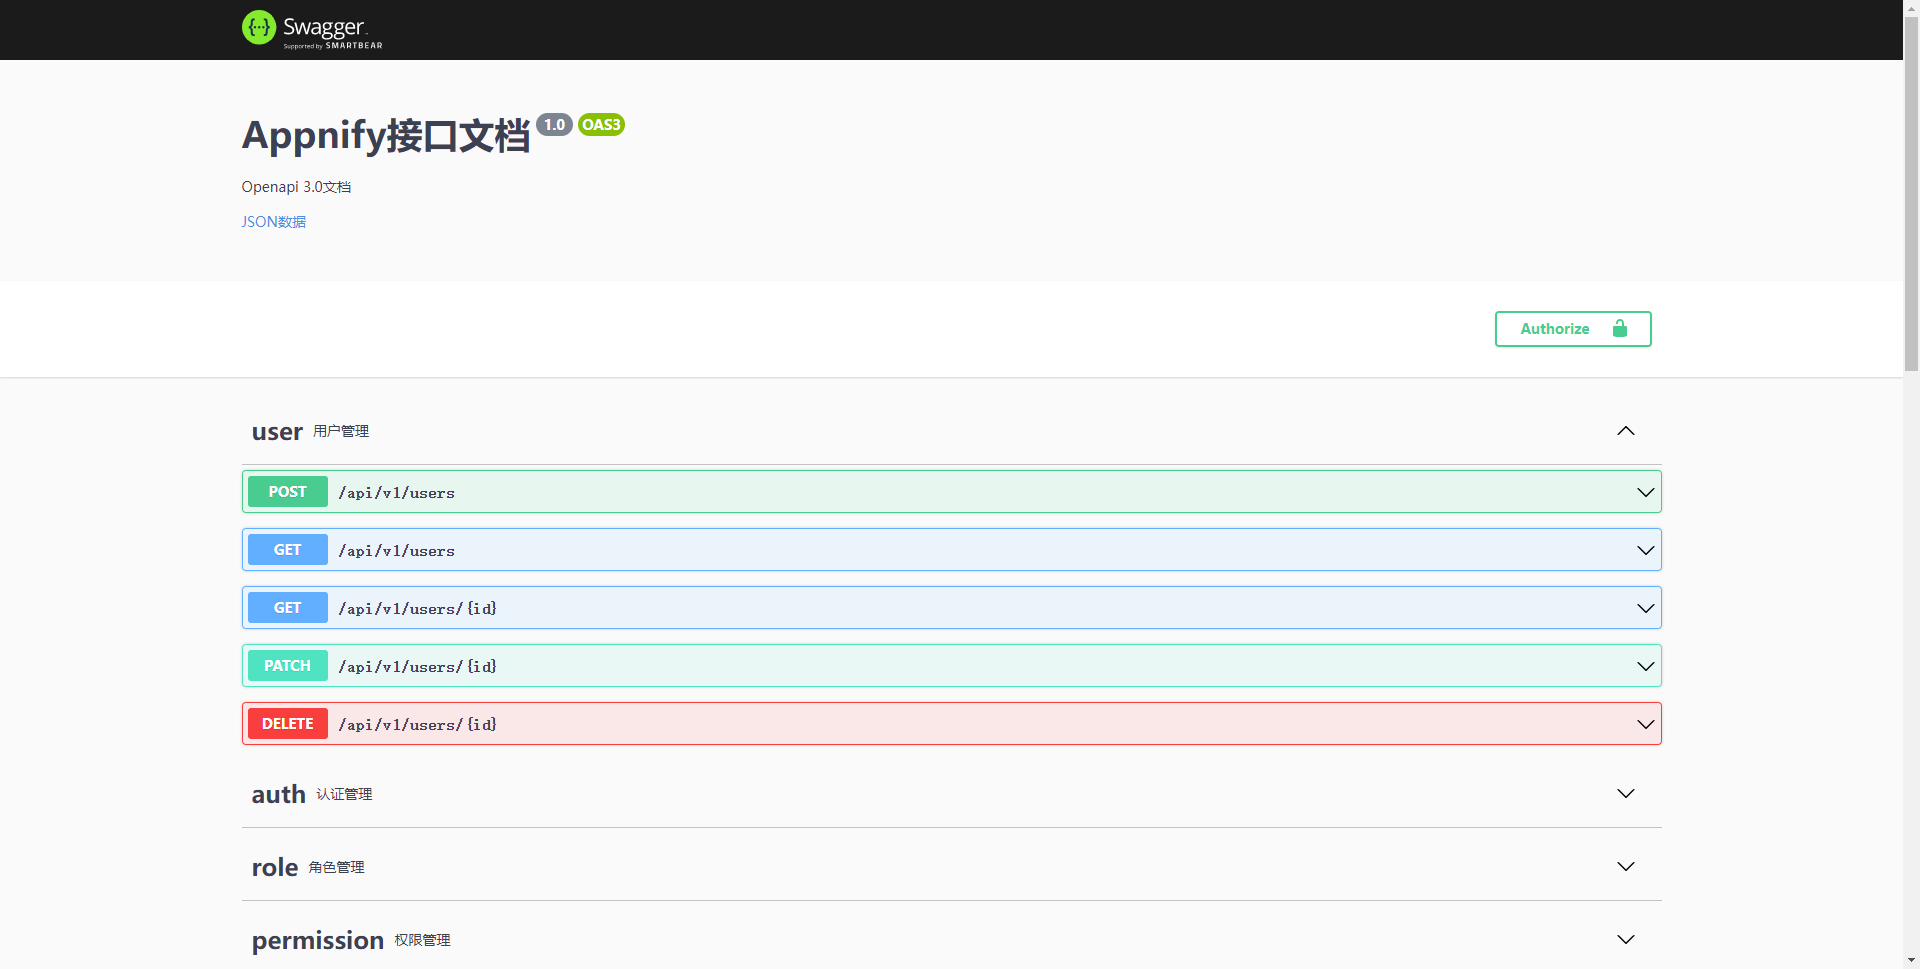 Swagger
Supported by SMARTBEAR
Appnify接口文档 1.0 OAS3
Openapi 3.0文档
JSON数据
Authorize
user 用户管理
POST /api/v1/users
GET /api/v1/users
GET /api/v1/users/{id}
PATCH /api/v1/users/{id}
DELETE /api/v1/users/{id}
auth 认证管理
role 角色管理
permission 权限管理